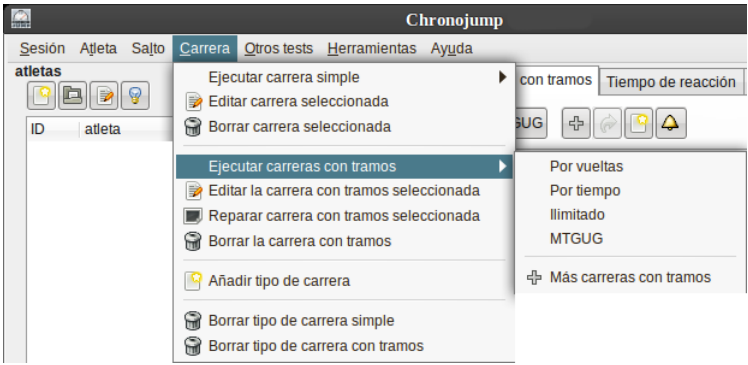 Chronojump
Sesión Atleta Salto Carrera Otros tests Herramientas Ayuda
atletas
ID atleta
Ejecutar carrera simple
Editar carrera seleccionada
Borrar carrera seleccionada
Ejecutar carreras con tramos
Editar la carrera con tramos seleccionada
Reparar carrera con tramos seleccionada
Borrar la carrera con tramos
Añadir tipo de carrera
Borrar tipo de carrera simple
Borrar tipo de carrera con tramos
con tramos Tiempo de reacción
GUG
Por vueltas
Por tiempo
Ilimitado
MTGUG
Más carreras con tramos